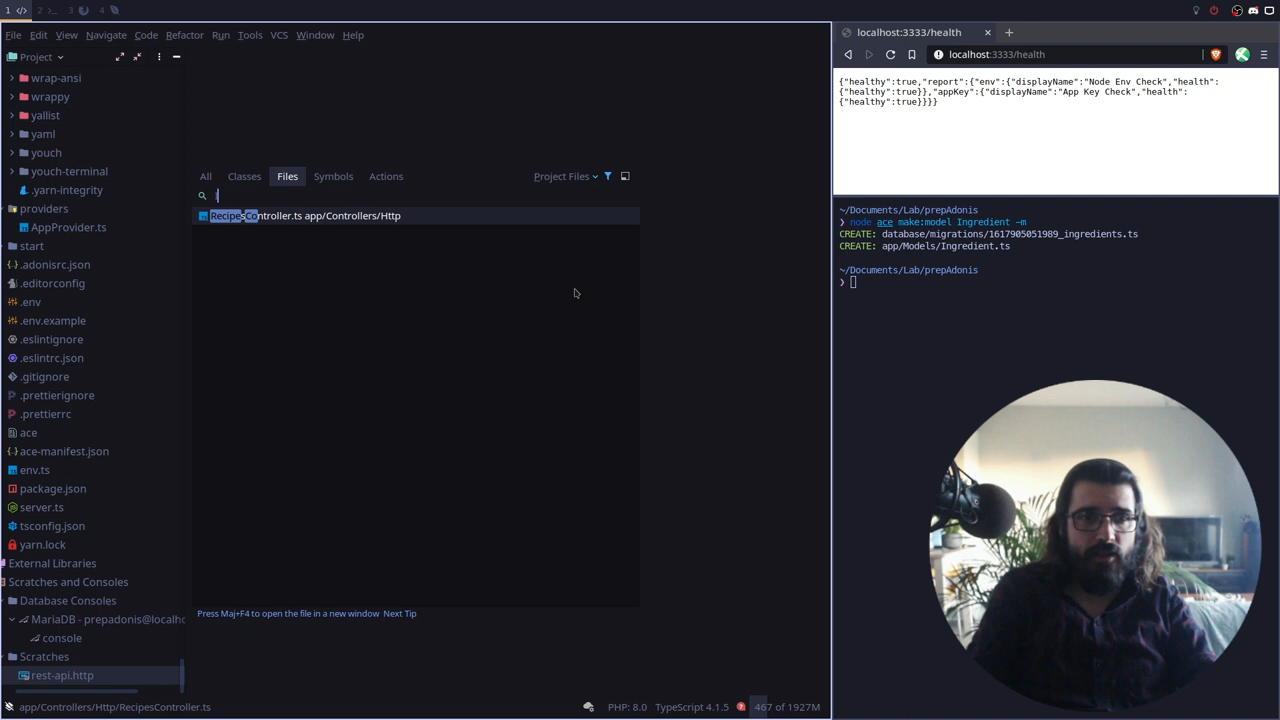 1
2
3
4
File Edit View Navigate Code Refactor Run Tools VCS Window Help
Project
wrap-ansi
wrappy
yallist
yaml
youch
youch-terminal
.yarn-integrity
providers
AppProvider.ts
start
.adonisrc.json
.editorconfig
.env
.env.example
.eslintignore
.eslintrc.json
.gitignore
.prettierignore
.prettierrc
ace
ace-manifest.json
env.ts
package.json
server.ts
tsconfig.json
yarn.lock
External Libraries
Scratches and Consoles
Database Consoles
MariaDB - prepadonis@localho
console
Scratches
rest-api.http
All Classes Files Symbols Actions Project Files
RecipesController.ts app/Controllers/Http
Press Maj+F4 to open the file in a new window Next Tip
app/Controllers/Http/RecipesController.ts
PHP: 8.0 TypeScript 4.1.5 467 of 1927M
localhost:3333/health
localhost:3333/health
{"healthy":true,"report":{"env":{"displayName":"Node Env Check","health":
{"healthy":true}},"appKey":{"displayName":"App Key Check","health":
{"healthy":true}}}}
~/Documents/Lab/prepAdonis
❯ node ace make:model Ingredient -m
CREATE: database/migrations/1617905051989_ingredients.ts
CREATE: app/Models/Ingredient.ts
~/Documents/Lab/prepAdonis
❯